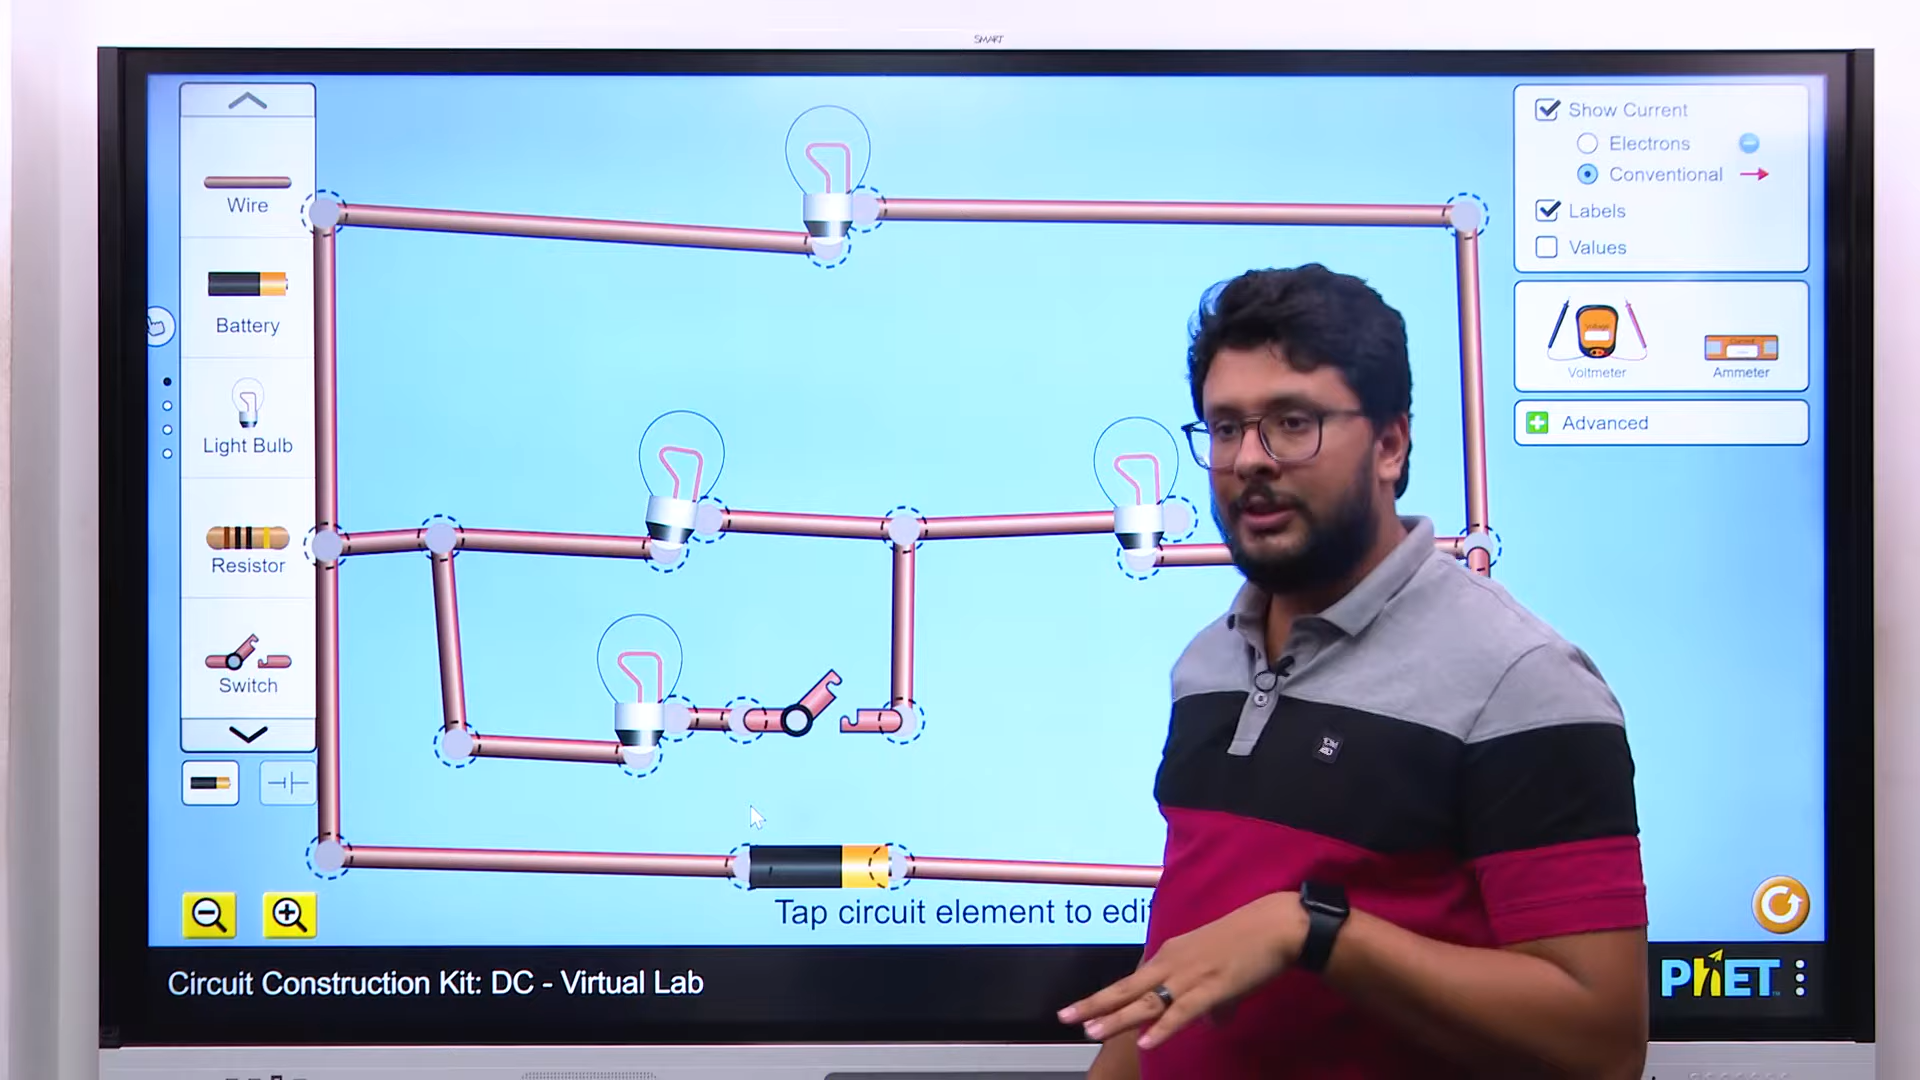 SMART
Wire
Battery
Light Bulb
Resistor
Switch
Show Current
Electrons
Conventional
Labels
Values
Voltmeter
Ammeter
Advanced
Tap circuit element to edi
Circuit Construction Kit: DC - Virtual Lab
PhET